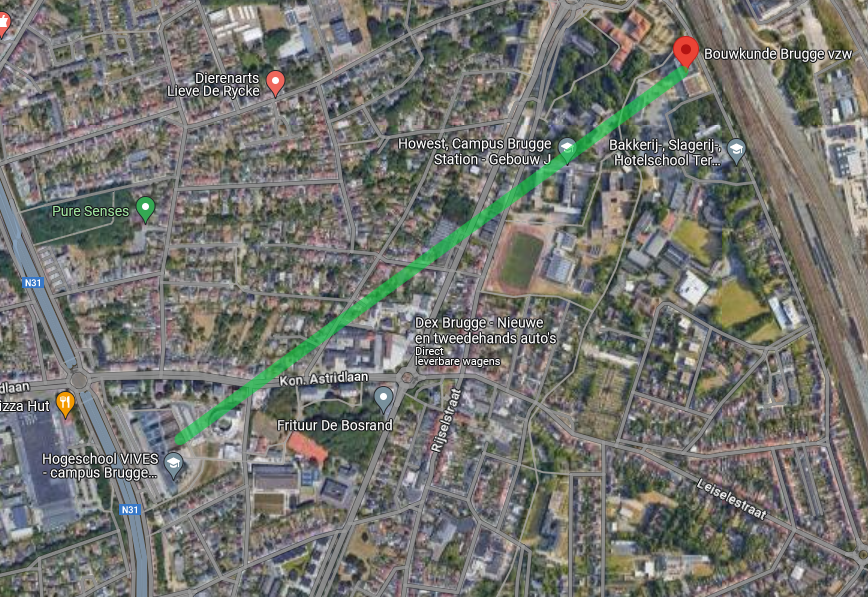 Bouwkunde Brugge vzw
Dierenarts
Lieve De Rycke
Howest, Campus Brugge
Station - Gebouw J
Bakkerij-, Slagerij-,
Hotelschool Ter...
Pure Senses
N31
Dex Brugge - Nieuwe
en tweedehands auto's
Direct
leverbare wagens
Kon. Astridlaan
dlaan
izza Hut
Frituur De Bosrand
Rijselstraat
Hogeschool VIVES
- campus Brugge...
Leiselestraat
N31